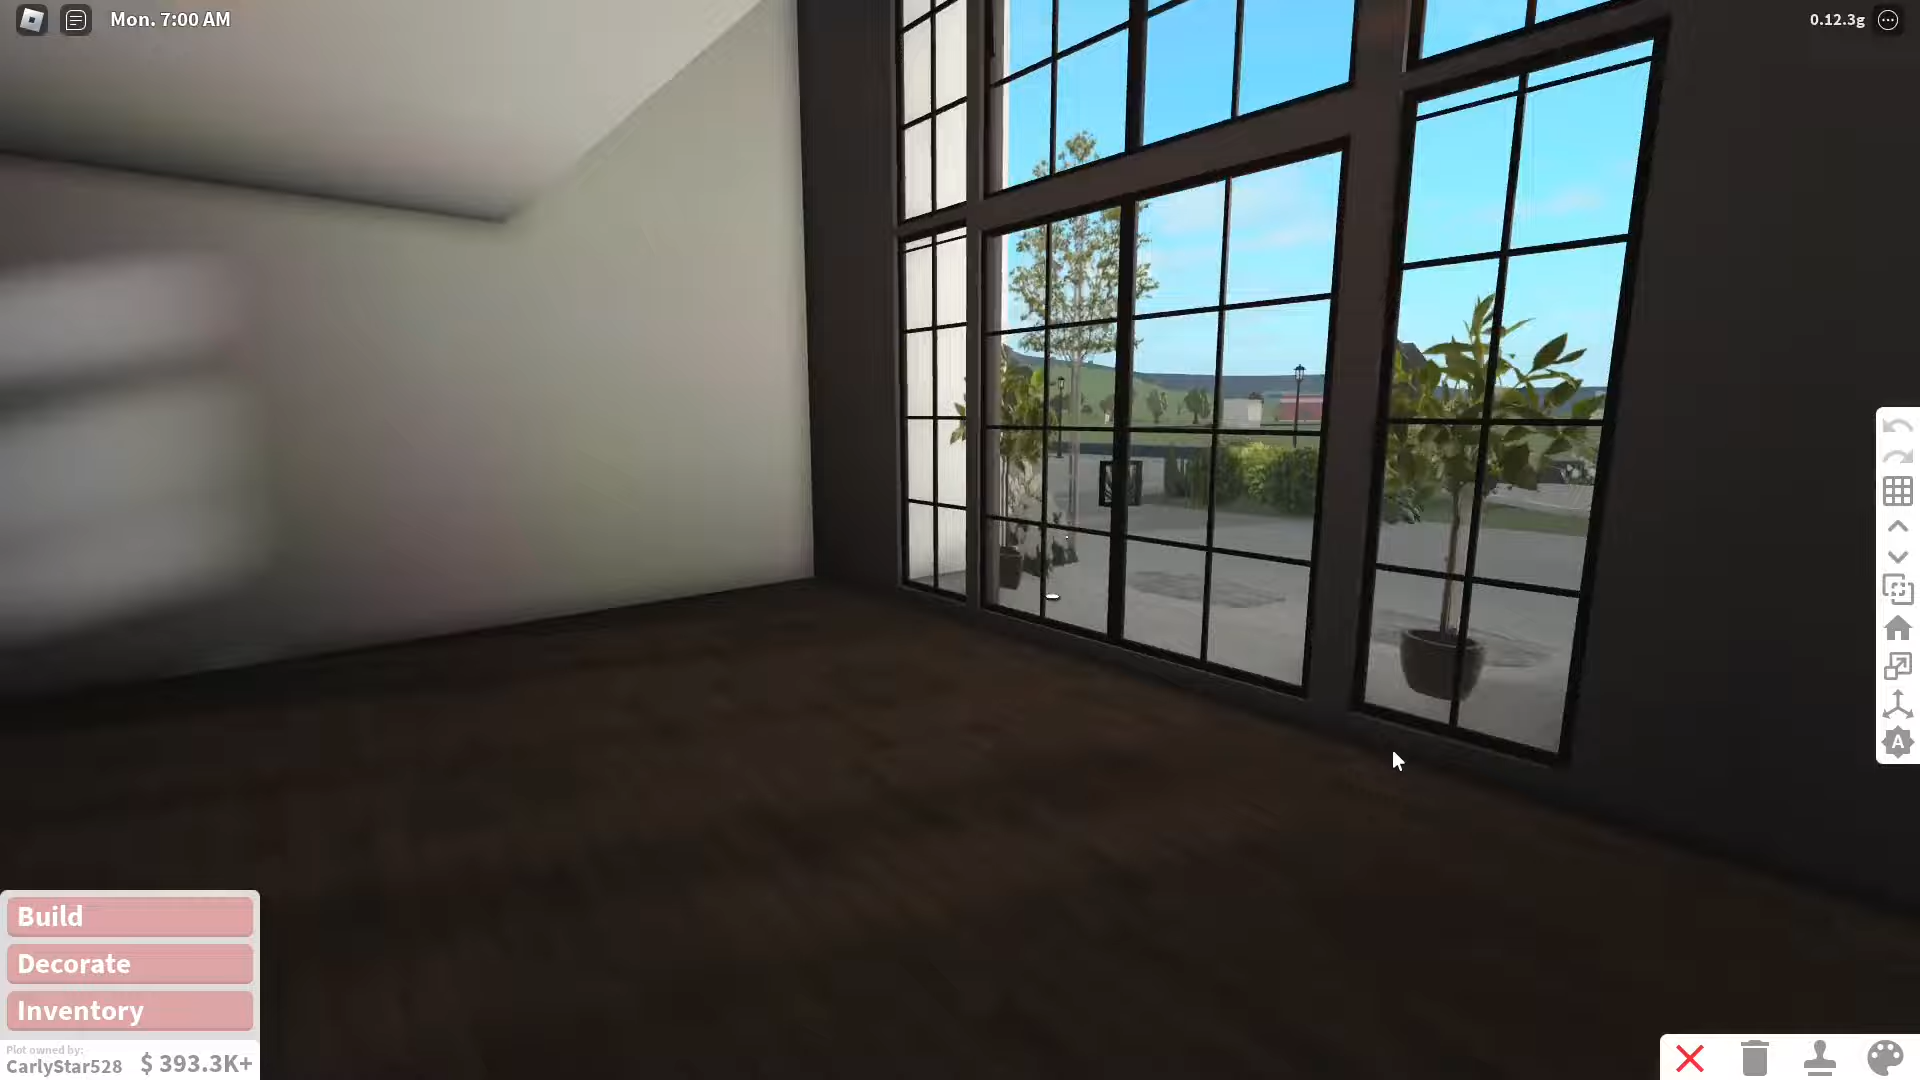 Mon. 7:00 AM
0.12.3g
A
Build
Decorate
Inventory
Plot owned by:
CarlyStar528
$ 393.3K+